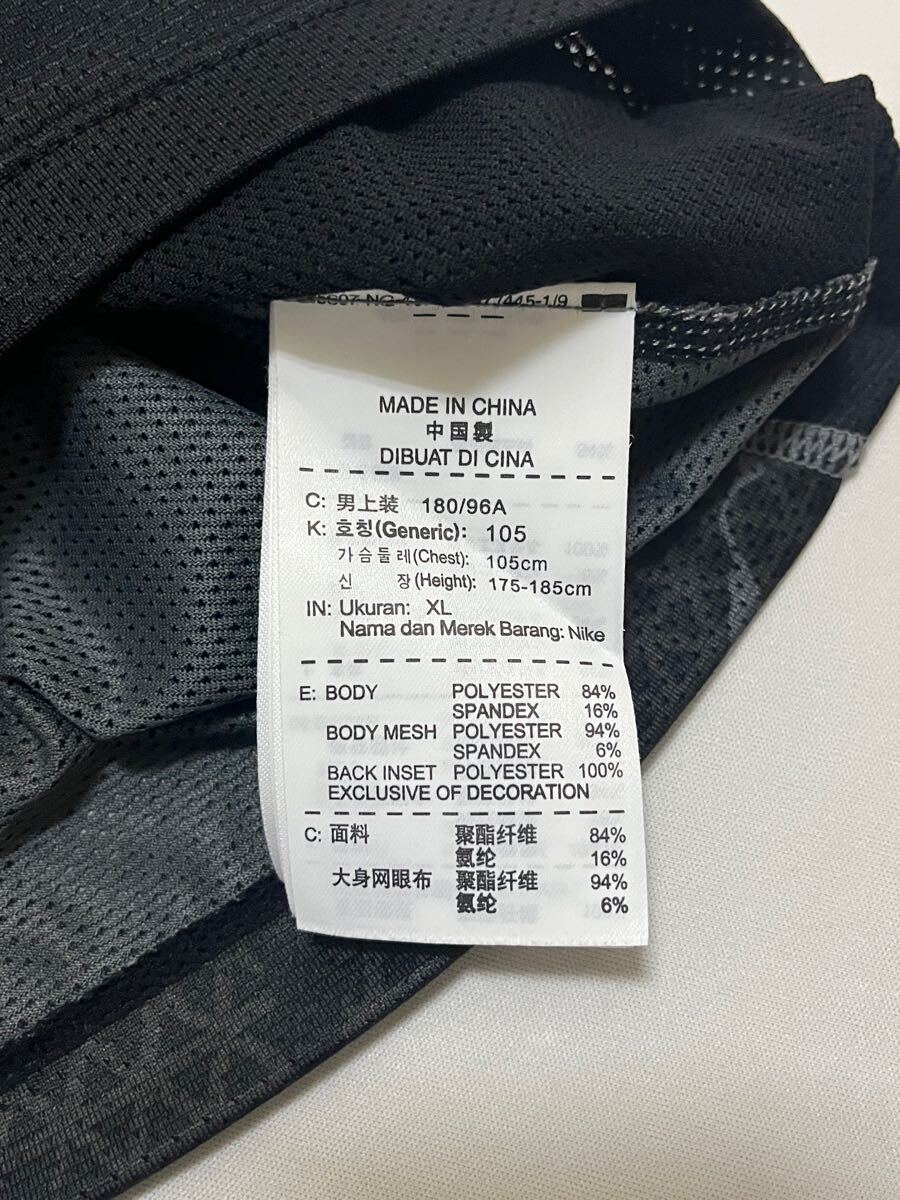 MADE IN CHINA
中国製
DIBUAT DI CINA
C: 男上装 180/96A
K: 호칭(Generic): 105
가슴둘레(Chest): 105cm
신 장(Height): 175-185cm
IN: Ukuran: XL
Nama dan Merek Barang: Nike
E: BODY POLYESTER 84%
SPANDEX 16%
BODY MESH POLYESTER 94%
SPANDEX 6%
BACK INSET POLYESTER 100%
EXCLUSIVE OF DECORATION
C: 面料 聚酯纤维 84%
氨纶 16%
大身网眼布 聚酯纤维 94%
氨纶 6%